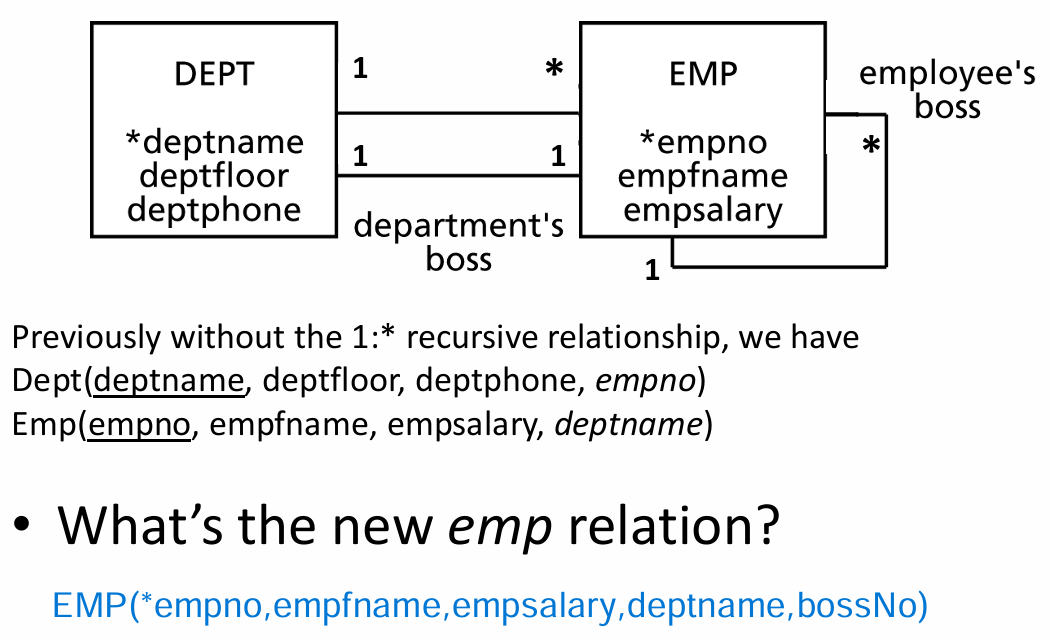 DEPT
*deptname
deptfloor
deptphone
1
*
1
1
department's
boss
EMP
*empno
empfname
empsalary
employee's
boss
*
1
Previously without the 1:* recursive relationship, we have
Dept(deptname, deptfloor, deptphone, empno)
Emp(empno, empfname, empsalary, deptname)
• What’s the new emp relation?
EMP(*empno,empfname,empsalary,deptname,bossNo)